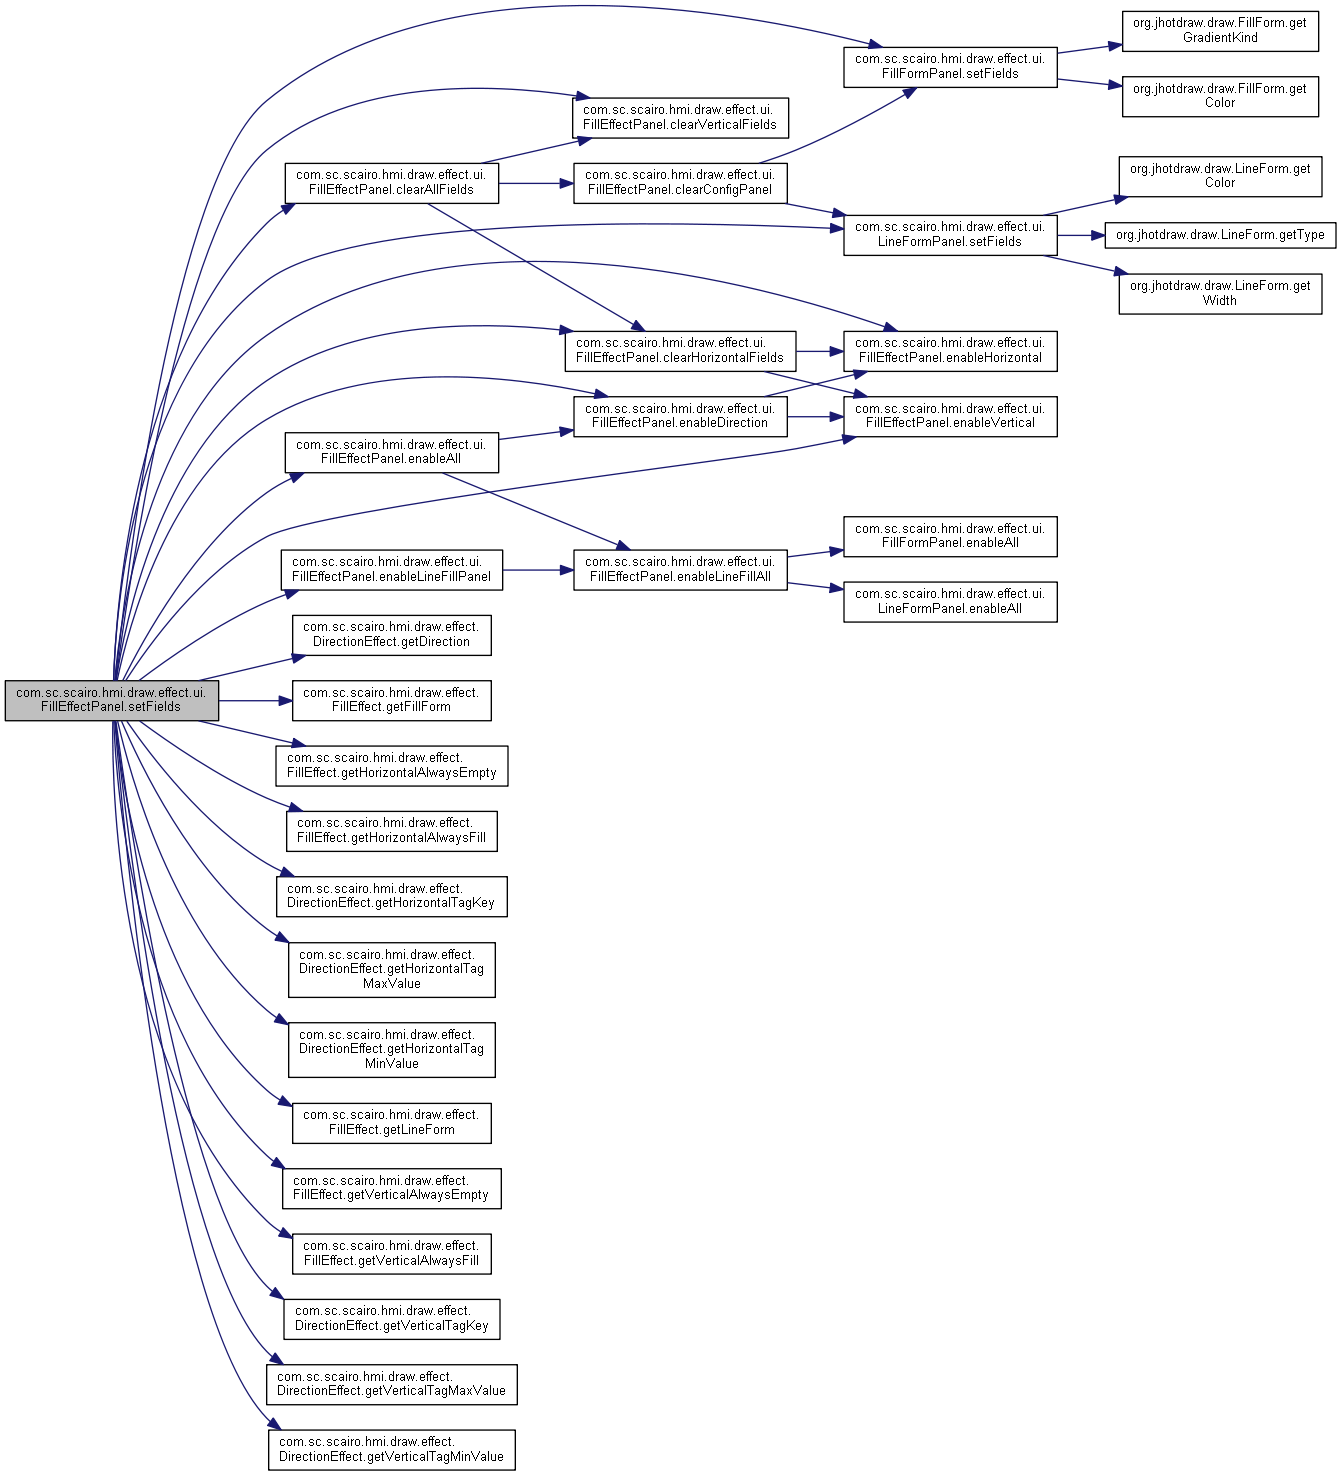 com.sc.scairo.hmi.draw.effect.ui.
FillEffectPanel.setFields
com.sc.scairo.hmi.draw.effect.ui.
FillEffectPanel.clearAllFields
com.sc.scairo.hmi.draw.effect.ui.
FillEffectPanel.enableAll
com.sc.scairo.hmi.draw.effect.ui.
FillEffectPanel.enableLineFillPanel
com.sc.scairo.hmi.draw.effect.
DirectionEffect.getDirection
com.sc.scairo.hmi.draw.effect.
FillEffect.getFillForm
com.sc.scairo.hmi.draw.effect.
FillEffect.getHorizontalAlwaysEmpty
com.sc.scairo.hmi.draw.effect.
FillEffect.getHorizontalAlwaysFill
com.sc.scairo.hmi.draw.effect.
DirectionEffect.getHorizontalTagKey
com.sc.scairo.hmi.draw.effect.
DirectionEffect.getHorizontalTag
MaxValue
com.sc.scairo.hmi.draw.effect.
DirectionEffect.getHorizontalTag
MinValue
com.sc.scairo.hmi.draw.effect.
FillEffect.getLineForm
com.sc.scairo.hmi.draw.effect.
FillEffect.getVerticalAlwaysEmpty
com.sc.scairo.hmi.draw.effect.
FillEffect.getVerticalAlwaysFill
com.sc.scairo.hmi.draw.effect.
DirectionEffect.getVerticalTagKey
com.sc.scairo.hmi.draw.effect.
DirectionEffect.getVerticalTagMaxValue
com.sc.scairo.hmi.draw.effect.
DirectionEffect.getVerticalTagMinValue
com.sc.scairo.hmi.draw.effect.ui.
FillEffectPanel.clearVerticalFields
com.sc.scairo.hmi.draw.effect.ui.
FillEffectPanel.clearConfigPanel
com.sc.scairo.hmi.draw.effect.ui.
FillEffectPanel.clearHorizontalFields
com.sc.scairo.hmi.draw.effect.ui.
FillEffectPanel.enableDirection
com.sc.scairo.hmi.draw.effect.ui.
FillEffectPanel.enableLineFillAll
com.sc.scairo.hmi.draw.effect.ui.
FillFormPanel.setFields
com.sc.scairo.hmi.draw.effect.ui.
LineFormPanel.setFields
com.sc.scairo.hmi.draw.effect.ui.
FillEffectPanel.enableHorizontal
com.sc.scairo.hmi.draw.effect.ui.
FillEffectPanel.enableVertical
com.sc.scairo.hmi.draw.effect.ui.
FillFormPanel.enableAll
com.sc.scairo.hmi.draw.effect.ui.
LineFormPanel.enableAll
org.jhotdraw.draw.FillForm.get
GradientKind
org.jhotdraw.draw.FillForm.get
Color
org.jhotdraw.draw.LineForm.get
Color
org.jhotdraw.draw.LineForm.getType
org.jhotdraw.draw.LineForm.get
Width